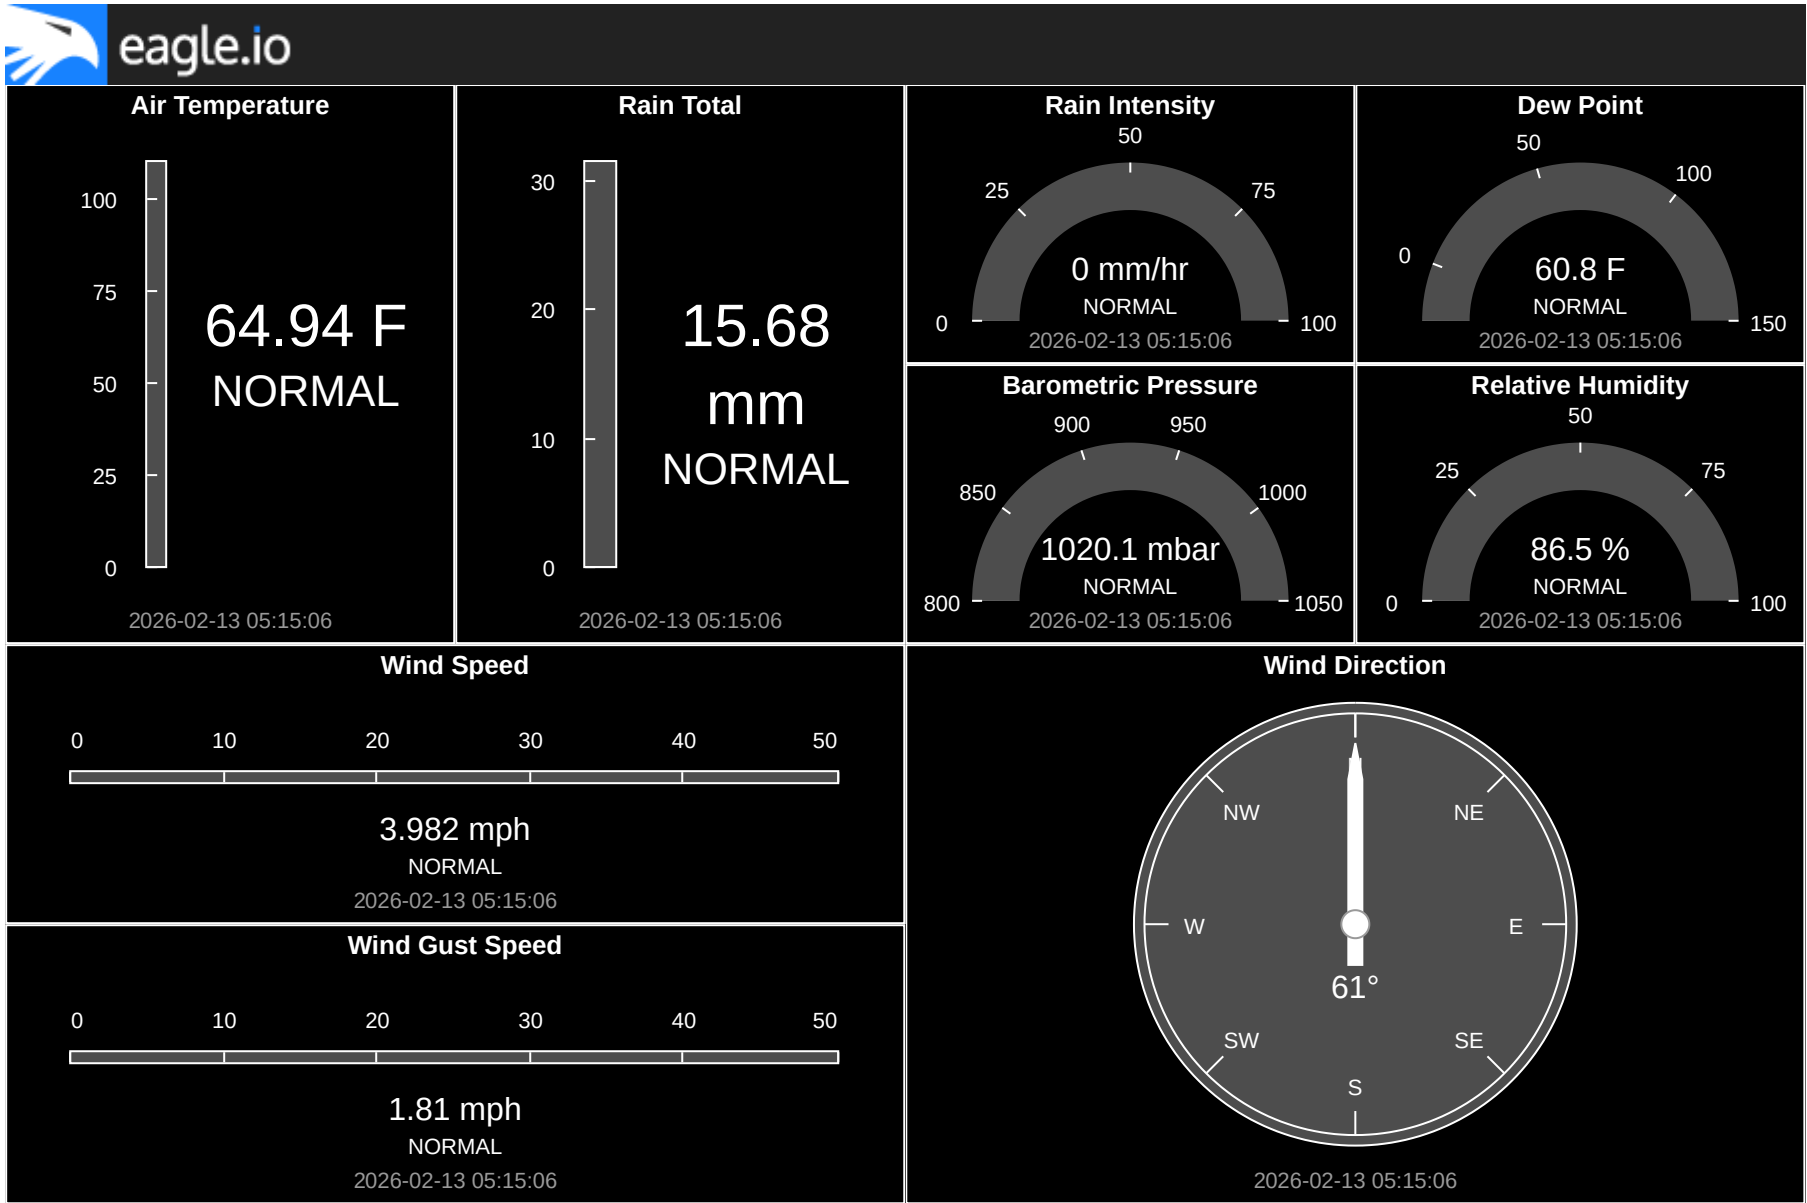 eagle.io
Air Temperature
100
75
50
25
0
64.94 F
NORMAL
2026-02-13 05:15:06
Rain Total
30
20
10
0
15.68
mm
NORMAL
2026-02-13 05:15:06
Rain Intensity
50
25
75
0
100
0 mm/hr
NORMAL
2026-02-13 05:15:06
Dew Point
50
100
0
150
60.8 F
NORMAL
2026-02-13 05:15:06
Barometric Pressure
900
950
850
1000
800
1050
1020.1 mbar
NORMAL
2026-02-13 05:15:06
Relative Humidity
50
25
75
0
100
86.5 %
NORMAL
2026-02-13 05:15:06
Wind Speed
0 10 20 30 40 50
3.982 mph
NORMAL
2026-02-13 05:15:06
Wind Gust Speed
0 10 20 30 40 50
1.81 mph
NORMAL
2026-02-13 05:15:06
Wind Direction
NW NE
W E
61°
SW SE
S
2026-02-13 05:15:06